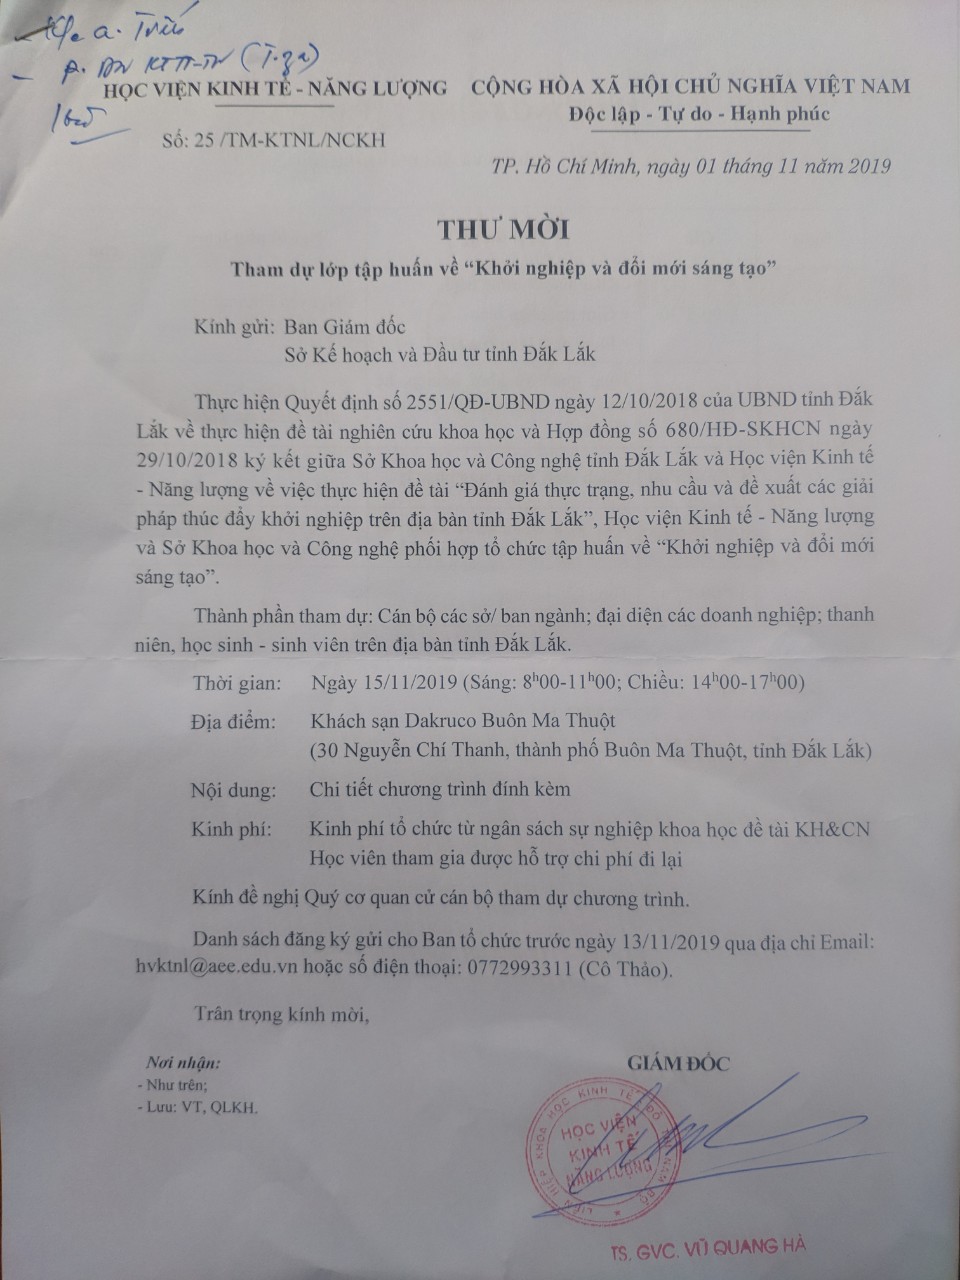 a.
P.
HỌC VIỆN KINH TẾ - NĂNG LƯỢNG
Số: 25 /TM-KTNL/NCKH
CỘNG HÒA XÃ HỘI CHỦ NGHĨA VIỆT NAM
Độc lập - Tự do - Hạnh phúc
TP. Hồ Chí Minh, ngày 01 tháng 11 năm 2019
THƯ MỜI
Tham dự lớp tập huấn về “Khởi nghiệp và đổi mới sáng tạo”
Kính gửi: Ban Giám đốc
Sở Kế hoạch và Đầu tư tỉnh Đắk Lắk
Thực hiện Quyết định số 2551/QĐ-UBND ngày 12/10/2018 của UBND tỉnh Đắk
Lắk về thực hiện đề tài nghiên cứu khoa học và Hợp đồng số 680/HĐ-SKHCN ngày
29/10/2018 ký kết giữa Sở Khoa học và Công nghệ tỉnh Đắk Lắk và Học viện Kinh tế
- Năng lượng về việc thực hiện đề tài “Đánh giá thực trạng, nhu cầu và đề xuất các giải
pháp thúc đẩy khởi nghiệp trên địa bàn tỉnh Đắk Lắk”, Học viện Kinh tế - Năng lượng
và Sở Khoa học và Công nghệ phối hợp tổ chức tập huấn về “Khởi nghiệp và đổi mới
sáng tạo”.
Thành phần tham dự: Cán bộ các sở/ ban ngành; đại diện các doanh nghiệp; thanh
niên, học sinh - sinh viên trên địa bàn tỉnh Đắk Lắk.
Thời gian: Ngày 15/11/2019 (Sáng: 8h00-11h00; Chiều: 14h00-17h00)
Địa điểm: Khách sạn Dakruco Buôn Ma Thuột
(30 Nguyễn Chí Thanh, thành phố Buôn Ma Thuột, tỉnh Đắk Lắk)
Nội dung: Chi tiết chương trình đính kèm
Kinh phí: Kinh phí tổ chức từ ngân sách sự nghiệp khoa học đề tài KH&CN
Học viên tham gia được hỗ trợ chi phí đi lại
Kính đề nghị Quý cơ quan cử cán bộ tham dự chương trình.
Danh sách đăng ký gửi cho Ban tổ chức trước ngày 13/11/2019 qua địa chỉ Email:
hvktnl@aee.edu.vn hoặc số điện thoại: 0772993311 (Cô Thảo).
Trân trọng kính mời,
Nơi nhận:
- Như trên;
- Lưu: VT, QLKH.
GIÁM ĐỐC
LIÊN HIỆP KHOA HỌC KINH TẾ ĐÔ NAM BỘ
HỌC VIỆN
KINH TẾ
NĂNG LƯỢNG
TS. GVC. VŨ QUANG HÀ